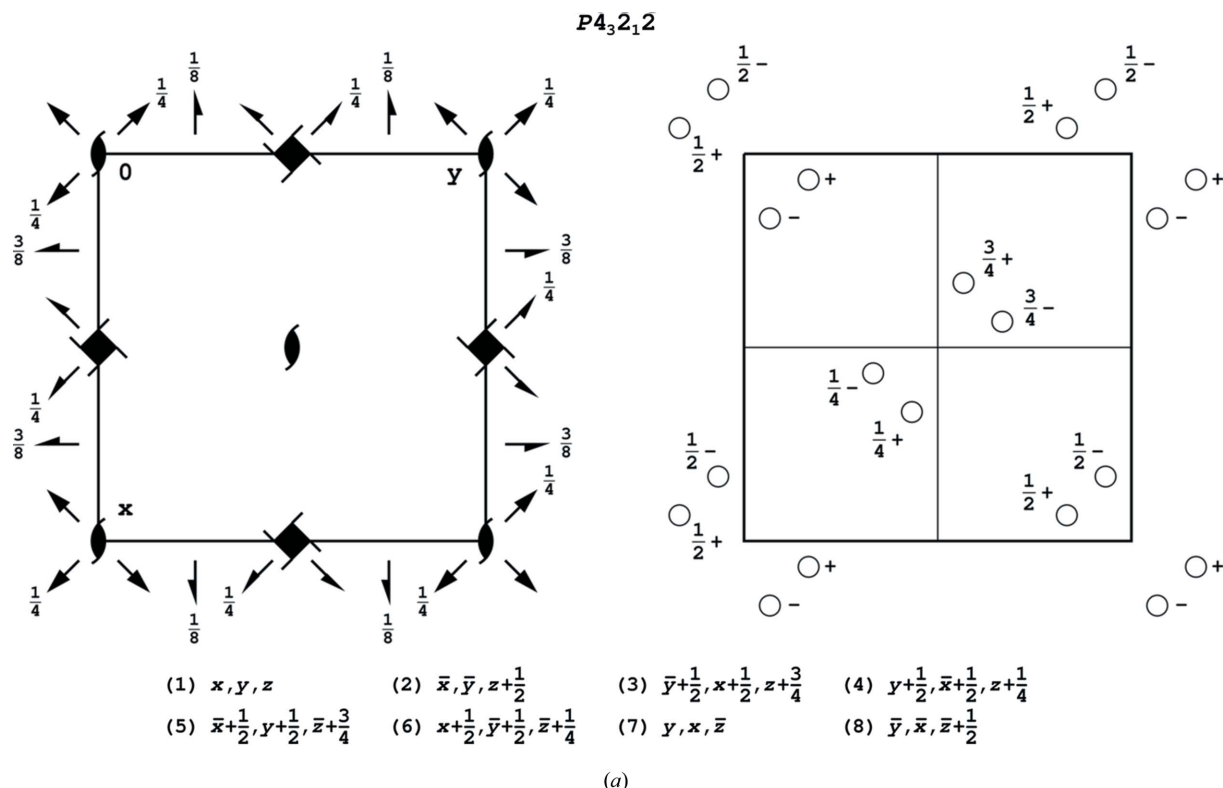 P4₃2₁2
1/8 1/8 1/2 − 1/2 −
1/4 1/4 1/4 1/2 +
0 y 1/2 +
+ +
1/4 − −
3/8 3/8 3/4 +
1/4 3/4 −
1/4 1/4 −
3/8 3/8 1/4 +
1/4 1/2 − 1/2 −
x 1/2 +
1/2 +
1/4 1/4 1/4 + +
1/8 1/8 − −
(1) x,y,z (2) x̄,ȳ,z+1/2 (3) ȳ+1/2,x+1/2,z+3/4 (4) y+1/2,x̄+1/2,z+1/4
(5) x̄+1/2,y+1/2,z̄+3/4 (6) x+1/2,ȳ+1/2,z̄+1/4 (7) y,x,z̄ (8) ȳ,x̄,z̄+1/2
(a)